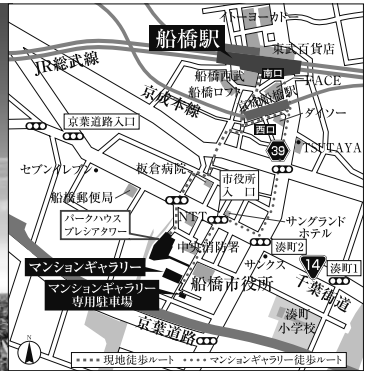 イトーヨーカドー
船橋駅
東武百貨店
JR総武線
船橋西武
船橋ロフト
南口
FACE
京成本線
京成船橋駅
ダイソー
京葉道路入口
西口
39
TSUTAYA
セブンイレブン
板倉病院
市役所
入口
船橋郵便局
NTT
サングランド
ホテル
パークハウス
プレシアタワー
中央消防署
湊町2
マンションギャラリー
サンクス
14
湊町1
マンションギャラリー
専用駐車場
船橋市役所
千葉街道
京葉道路
湊町
小学校
N
現地徒歩ルート
マンションギャラリー徒歩ルート